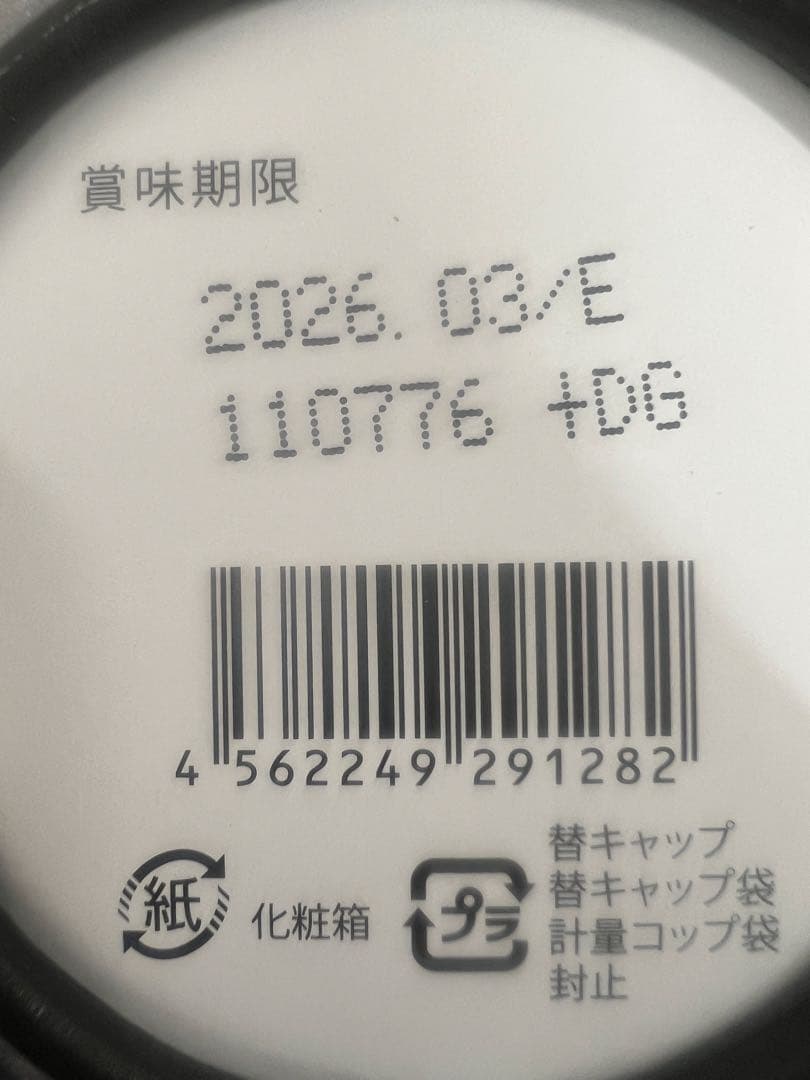 賞味期限
2026.03/E
110776 +DG
4 562249 291282
紙 化粧箱
プラ
替キャップ
替キャップ袋
計量コップ袋
封止